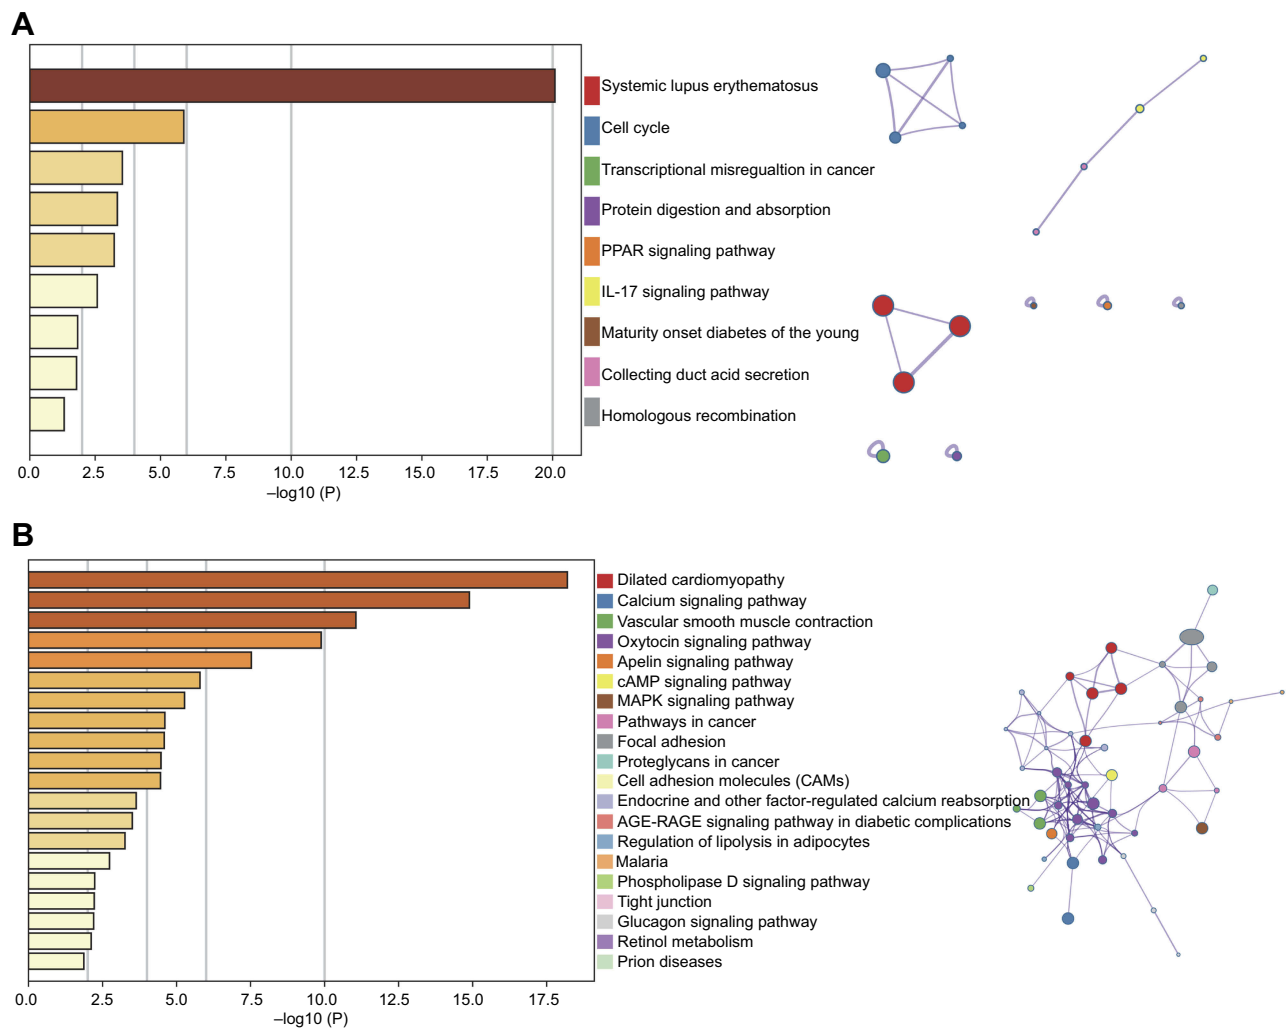 A
Systemic lupus erythematosus
Cell cycle
Transcriptional misregualtion in cancer
Protein digestion and absorption
PPAR signaling pathway
IL-17 signaling pathway
Maturity onset diabetes of the young
Collecting duct acid secretion
Homologous recombination
0.0 2.5 5.0 7.5 10.0 12.5 15.0 17.5 20.0
–log10 (P)
B
Dilated cardiomyopathy
Calcium signaling pathway
Vascular smooth muscle contraction
Oxytocin signaling pathway
Apelin signaling pathway
cAMP signaling pathway
MAPK signaling pathway
Pathways in cancer
Focal adhesion
Proteglycans in cancer
Cell adhesion molecules (CAMs)
Endocrine and other factor-regulated calcium reabsorption
AGE-RAGE signaling pathway in diabetic complications
Regulation of lipolysis in adipocytes
Malaria
Phospholipase D signaling pathway
Tight junction
Glucagon signaling pathway
Retinol metabolism
Prion diseases
0.0 2.5 5.0 7.5 10.0 12.5 15.0 17.5
–log10 (P)